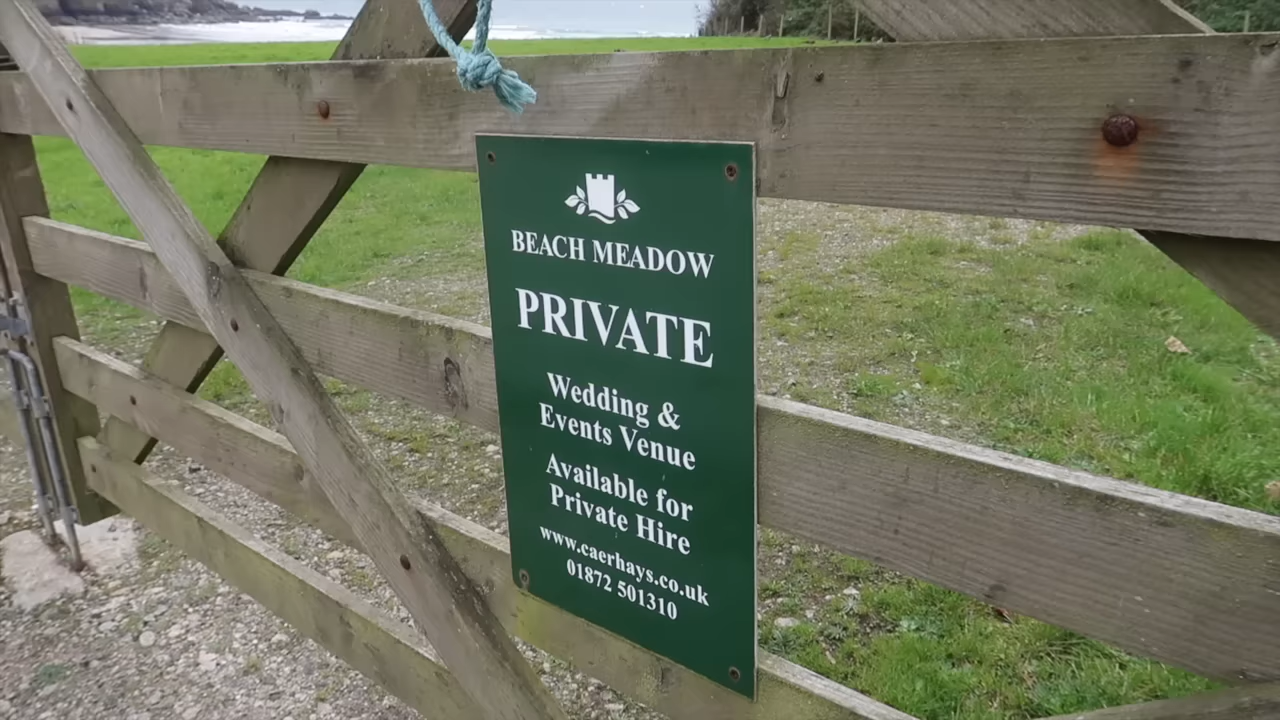 BEACH MEADOW
PRIVATE
Wedding &
Events Venue
Available for
Private Hire
www.caerhays.co.uk
01872 501310